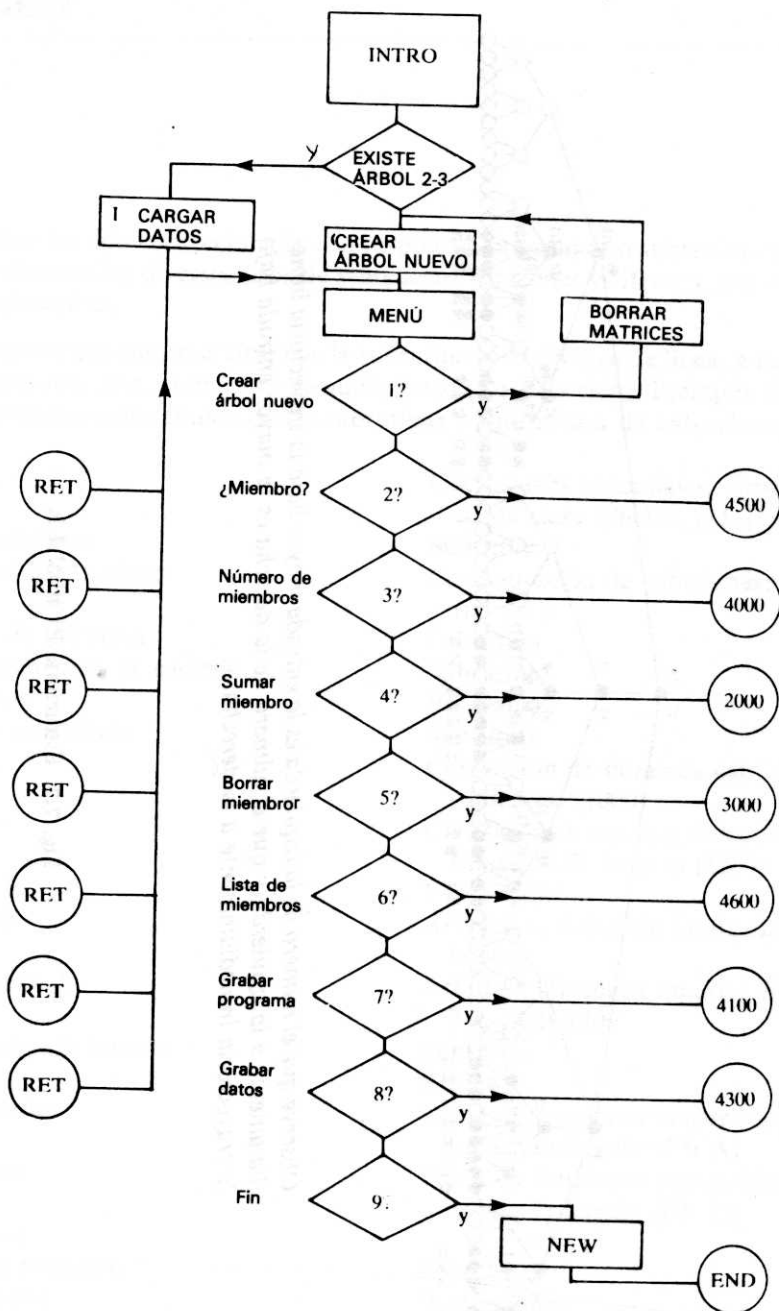 INTRO
Y
EXISTE
ÁRBOL 2-3
I CARGAR
DATOS
(CREAR
ÁRBOL NUEVO
BORRAR
MATRICES
MENÚ
Crear
árbol nuevo
1?
y
RET
¿Miembro?
2?
y
4500
RET
Número de
miembros
3?
y
4000
RET
Sumar
miembro
4?
y
2000
RET
Borrar
miembror
5?
y
3000
RET
Lista de
miembros
6?
y
4600
RET
Grabar
programa
7?
y
4100
RET
Grabar
datos
8?
y
4300
Fin
9?
y
NEW
END